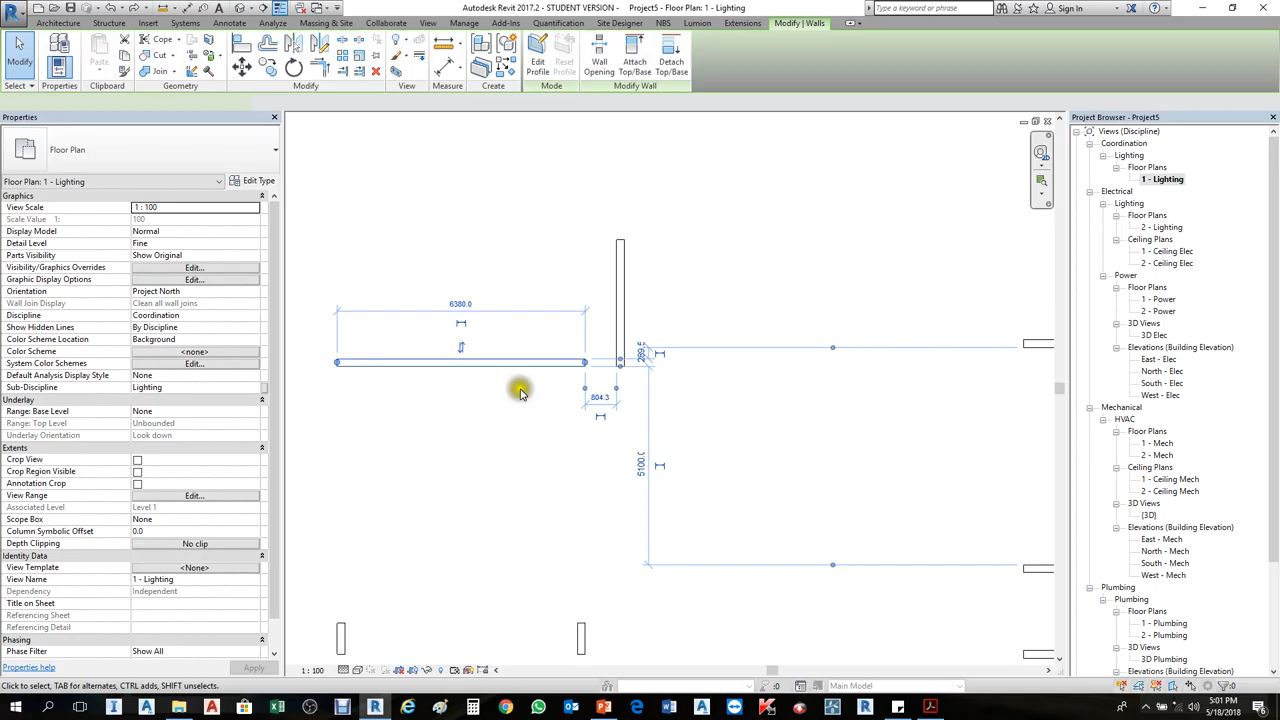 Autodesk Revit 2017.2 - STUDENT VERSION - Project5 - Floor Plan: 1 - Lighting
Type a keyword or phrase
Sign In
Architecture Structure Insert Systems Annotate Analyze Massing & Site Collaborate View Manage Add-Ins Quantification Site Designer NBS Lumion Extensions Modify | Walls
Modify Paste Cope Cut Join Edit Profile Reset Profile Wall Opening Attach Top/Base Detach Top/Base
Select Properties Clipboard Geometry Modify View Measure Create Mode Modify Wall
Properties
Floor Plan
Floor Plan: 1 - Lighting
Edit Type
Graphics
View Scale 1 : 100
Scale Value 1: 100
Display Model Normal
Detail Level Fine
Parts Visibility Show Original
Visibility/Graphics Overrides Edit...
Graphic Display Options Edit...
Orientation Project North
Wall Join Display Clean all wall joins
Discipline Coordination
Show Hidden Lines By Discipline
Color Scheme Location Background
Color Scheme <none>
System Color Schemes Edit...
Default Analysis Display Style None
Sub-Discipline Lighting
Underlay
Range: Base Level None
Range: Top Level Unbounded
Underlay Orientation Look down
Extents
Crop View
Crop Region Visible
Annotation Crop
View Range Edit...
Associated Level Level 1
Scope Box None
Column Symbolic Offset 0.0
Depth Clipping No clip
Identity Data
View Template <None>
View Name 1 - Lighting
Dependency Independent
Title on Sheet
Referencing Sheet
Referencing Detail
Phasing
Phase Filter Show All
Properties help
Apply
6380.0
804.3
5100.0
Project Browser - Project5
Views (Discipline)
Coordination
Lighting
Floor Plans
1 - Lighting
Electrical
Lighting
Floor Plans
2 - Lighting
Ceiling Plans
1 - Ceiling Elec
2 - Ceiling Elec
Power
Floor Plans
1 - Power
2 - Power
3D Views
3D Elec
Elevations (Building Elevation)
East - Elec
North - Elec
South - Elec
West - Elec
Mechanical
HVAC
Floor Plans
1 - Mech
2 - Mech
Ceiling Plans
1 - Ceiling Mech
2 - Ceiling Mech
3D Views
{3D}
Elevations (Building Elevation)
East - Mech
North - Mech
South - Mech
West - Mech
Plumbing
Plumbing
Floor Plans
1 - Plumbing
2 - Plumbing
3D Views
3D Plumbing
Elevations (Building Elevation)
1 : 100
Click to select, TAB for alternates, CTRL adds, SHIFT unselects.
:0
Main Model
:0
5:01 PM
5/18/2018